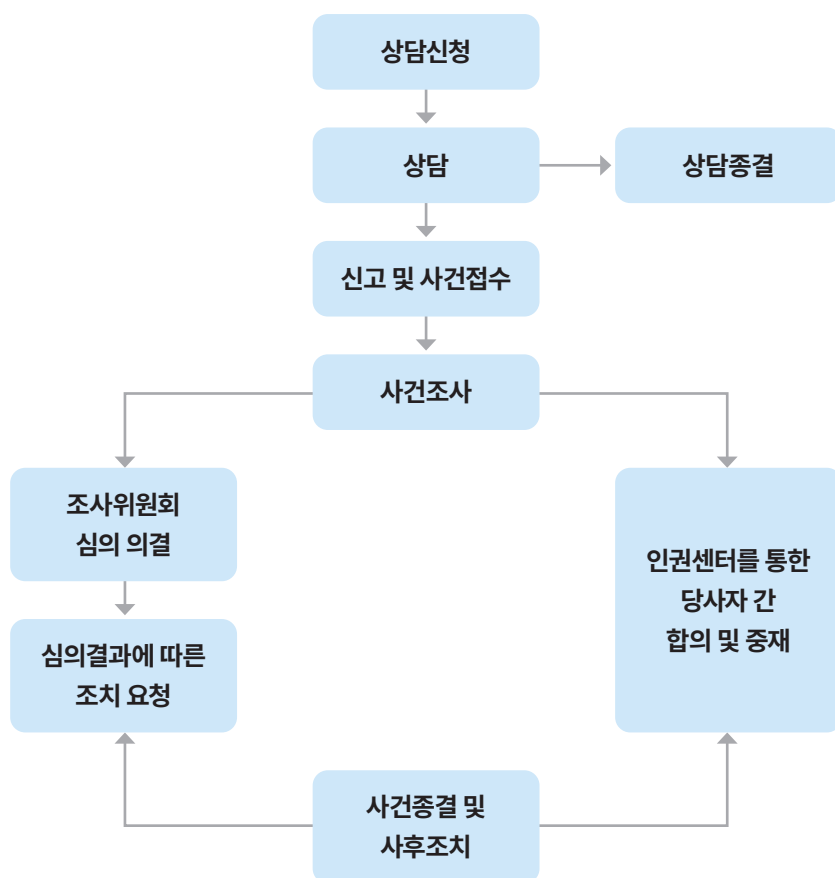 상담신청
상담
상담종결
신고 및 사건접수
사건조사
조사위원회
심의 의결
인권센터를 통한
당사자 간
합의 및 중재
심의결과에 따른
조치 요청
사건종결 및
사후조치